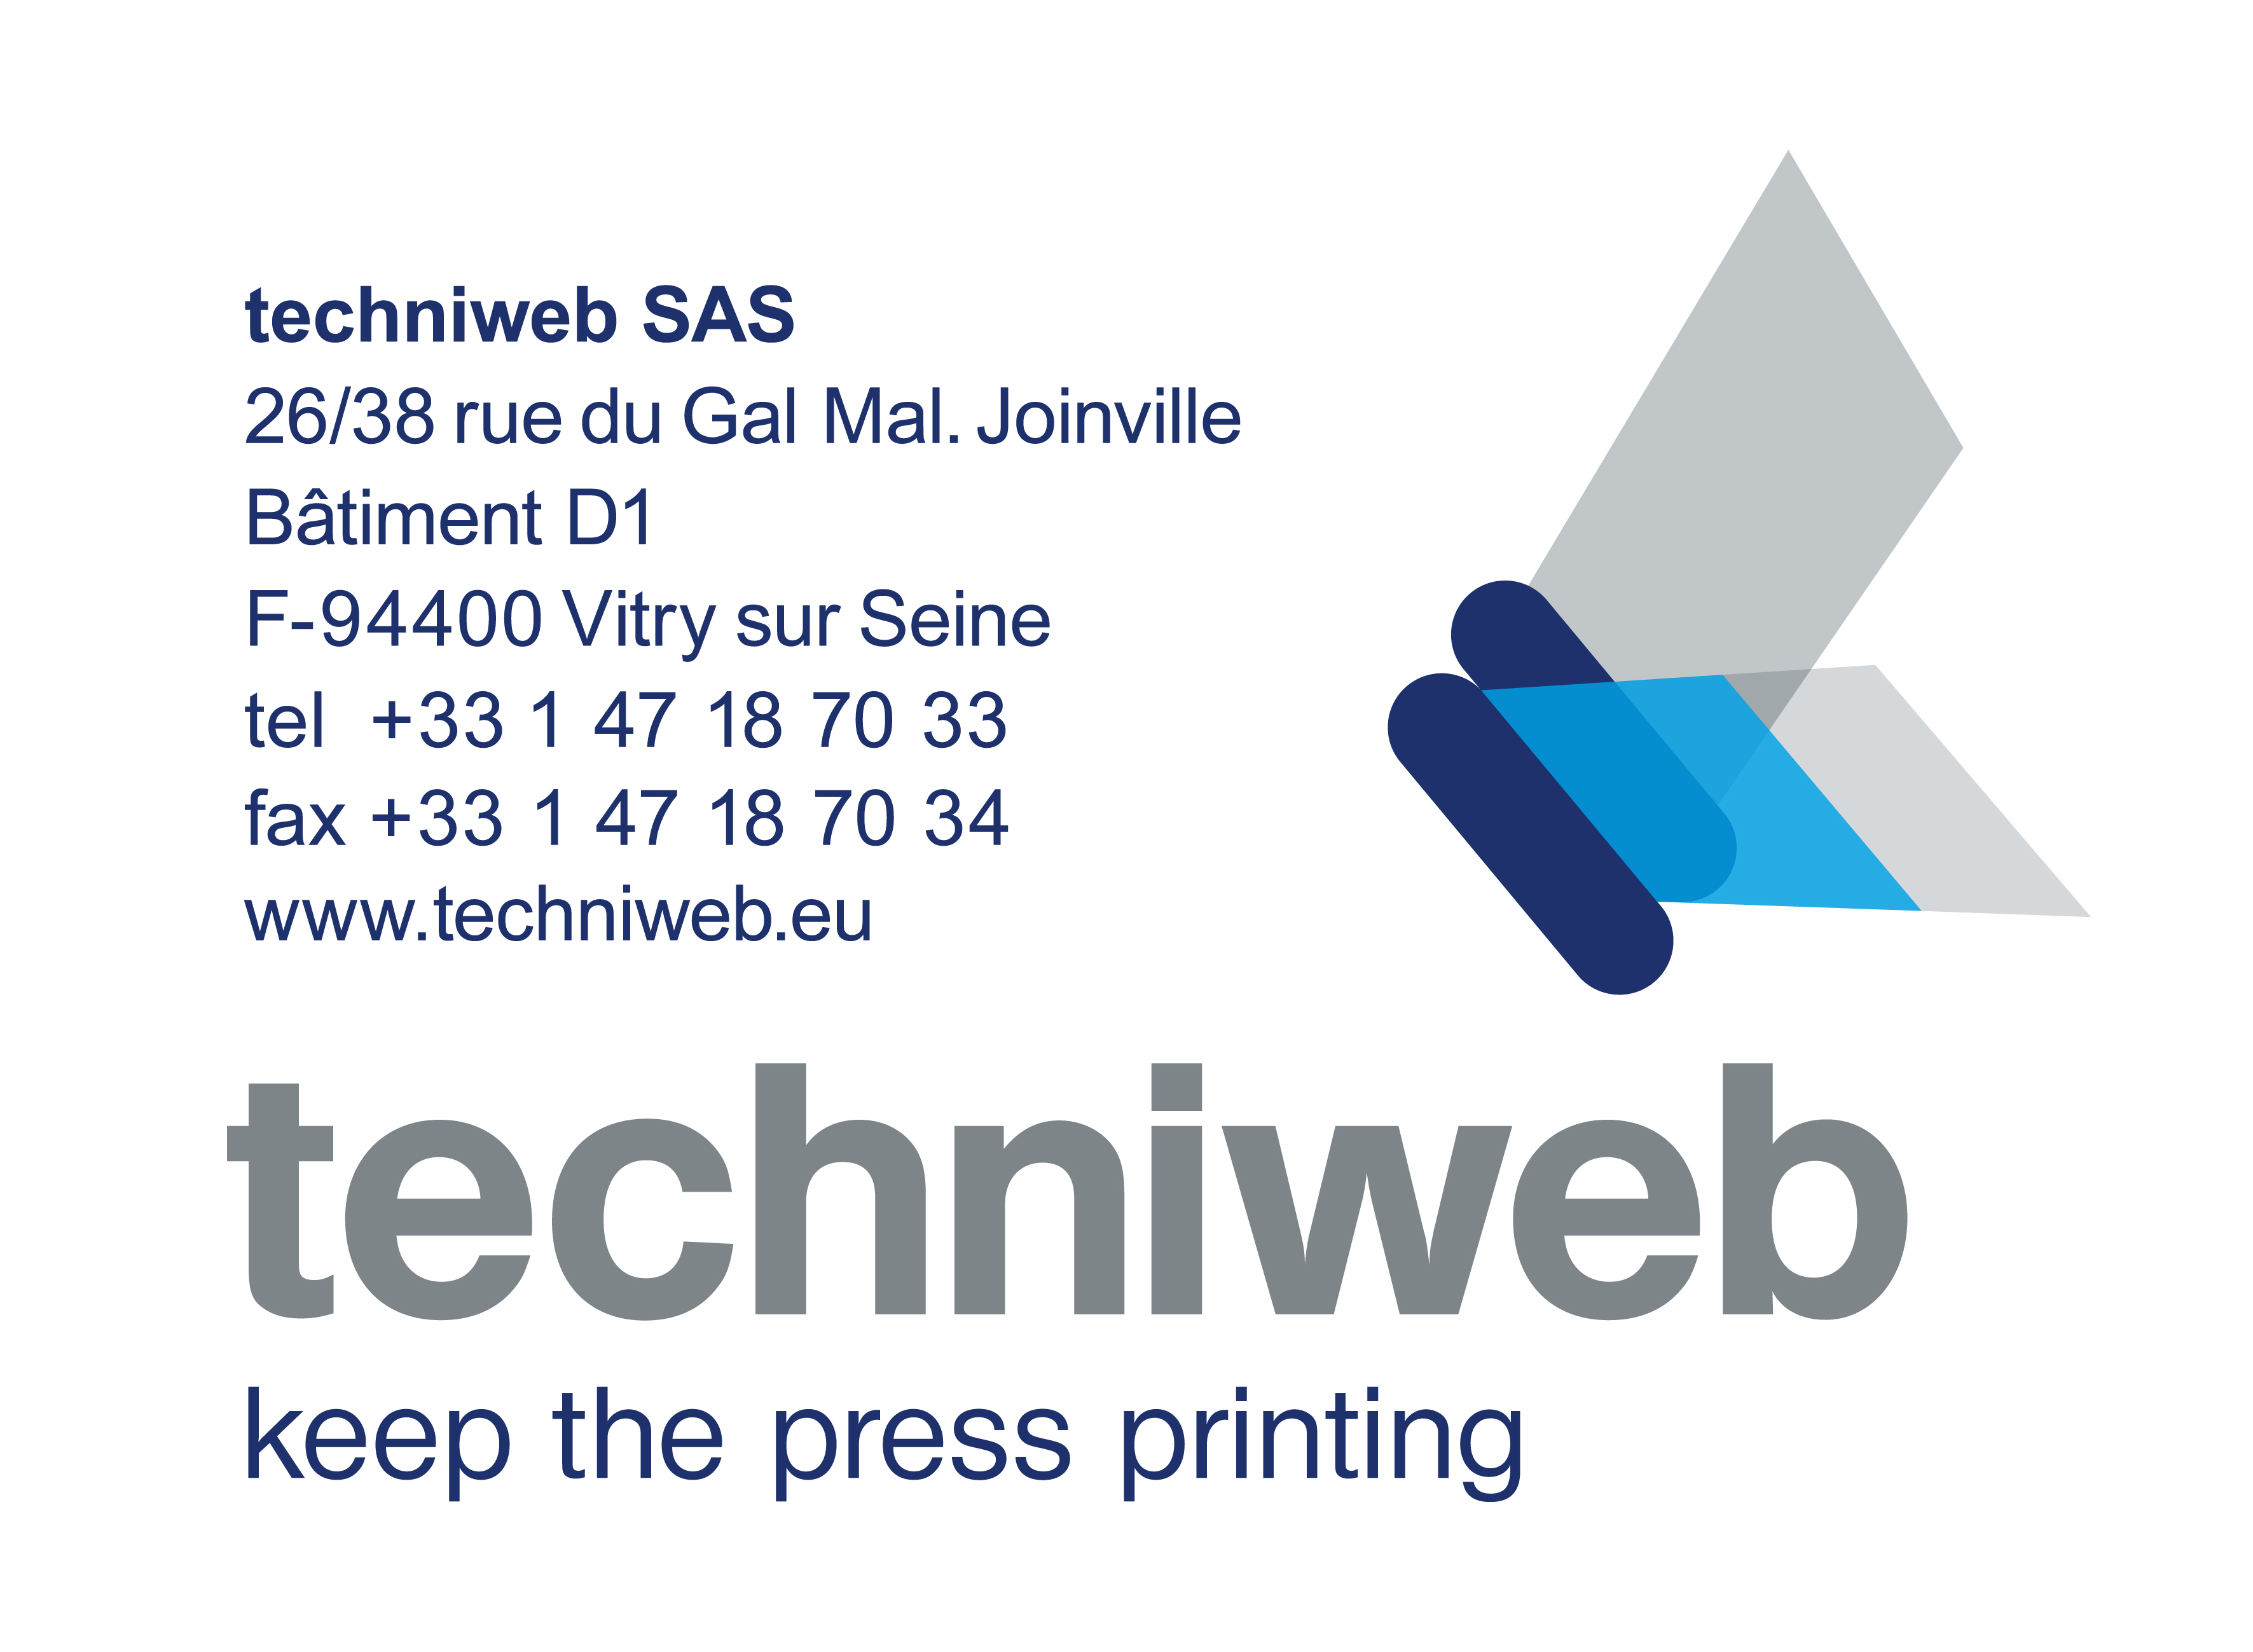 techniweb SAS
26/38 rue du Gal Mal. Joinville
Bâtiment D1
F-94400 Vitry sur Seine
tel +33 1 47 18 70 33
fax +33 1 47 18 70 34
www.techniweb.eu
techniweb
keep the press printing